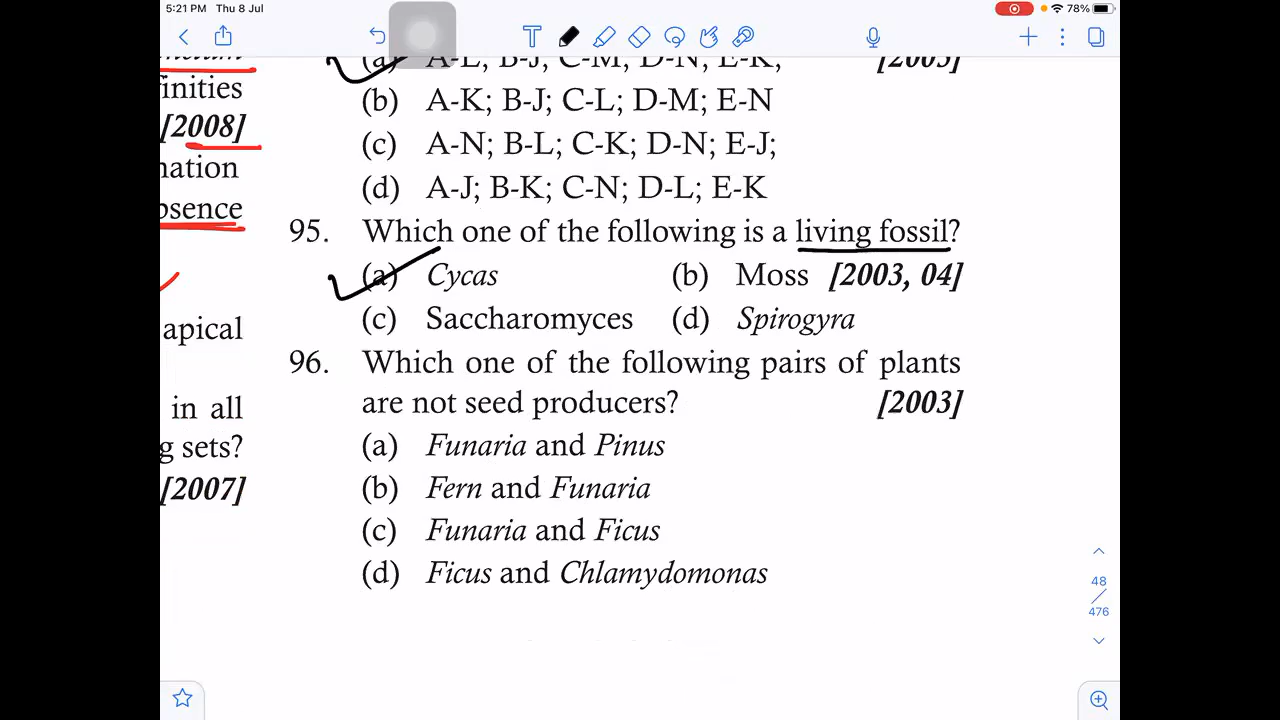 5:21 PM Thu 8 Jul
78%
finities
[2008]
nation
osence
apical
in all
g sets?
[2007]
(a) A-L; B-J; C-M; D-N; E-K; [2005]
(b) A-K; B-J; C-L; D-M; E-N
(c) A-N; B-L; C-K; D-N; E-J;
(d) A-J; B-K; C-N; D-L; E-K
95. Which one of the following is a living fossil?
(a) Cycas (b) Moss [2003, 04]
(c) Saccharomyces (d) Spirogyra
96. Which one of the following pairs of plants
are not seed producers? [2003]
(a) Funaria and Pinus
(b) Fern and Funaria
(c) Funaria and Ficus
(d) Ficus and Chlamydomonas
48
476